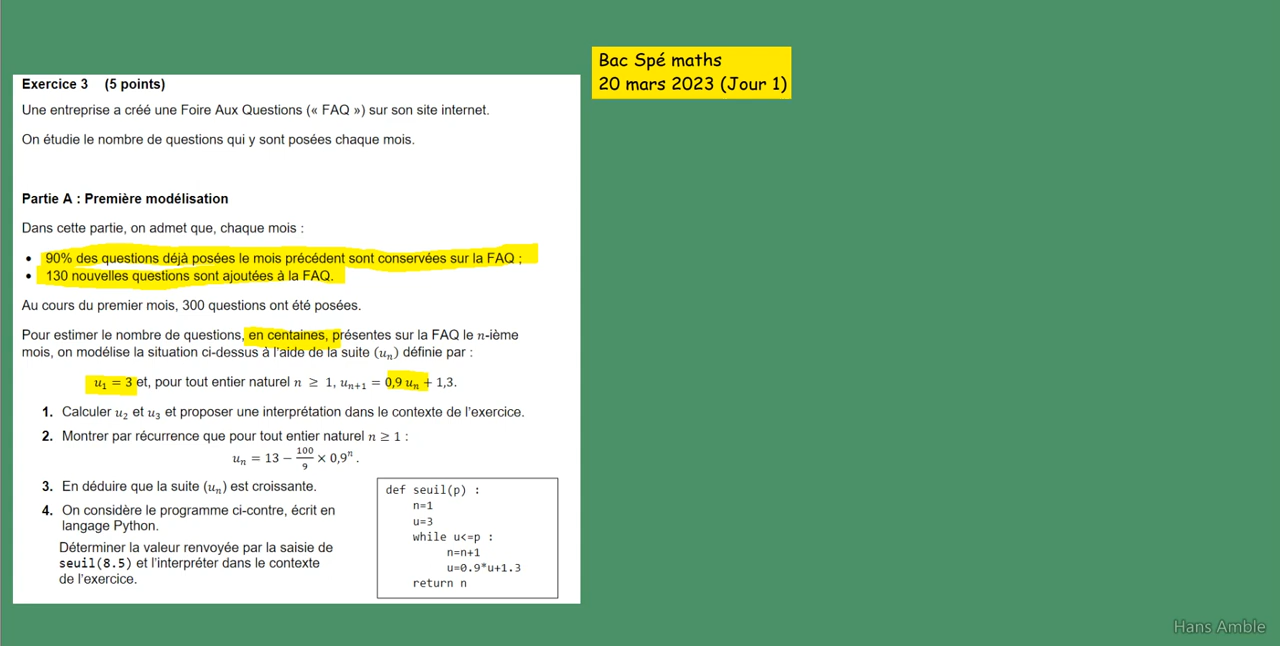 Bac Spé maths
20 mars 2023 (Jour 1)
Exercice 3 (5 points)
Une entreprise a créé une Foire Aux Questions (« FAQ ») sur son site internet.
On étudie le nombre de questions qui y sont posées chaque mois.
Partie A : Première modélisation
Dans cette partie, on admet que, chaque mois :
• 90% des questions déjà posées le mois précédent sont conservées sur la FAQ ;
• 130 nouvelles questions sont ajoutées à la FAQ.
Au cours du premier mois, 300 questions ont été posées.
Pour estimer le nombre de questions, en centaines, présentes sur la FAQ le n-ième
mois, on modélise la situation ci-dessus à l'aide de la suite (uₙ) définie par :
u₁ = 3 et, pour tout entier naturel n ≥ 1, uₙ₊₁ = 0,9 uₙ + 1,3.
1. Calculer u₂ et u₃ et proposer une interprétation dans le contexte de l'exercice.
2. Montrer par récurrence que pour tout entier naturel n ≥ 1 :
uₙ = 13 − 100/9 × 0,9ⁿ .
3. En déduire que la suite (uₙ) est croissante.
4. On considère le programme ci-contre, écrit en
langage Python.
Déterminer la valeur renvoyée par la saisie de
seuil(8.5) et l'interpréter dans le contexte
de l'exercice.
def seuil(p) :
n=1
u=3
while u<=p :
n=n+1
u=0.9*u+1.3
return n
Hans Amble